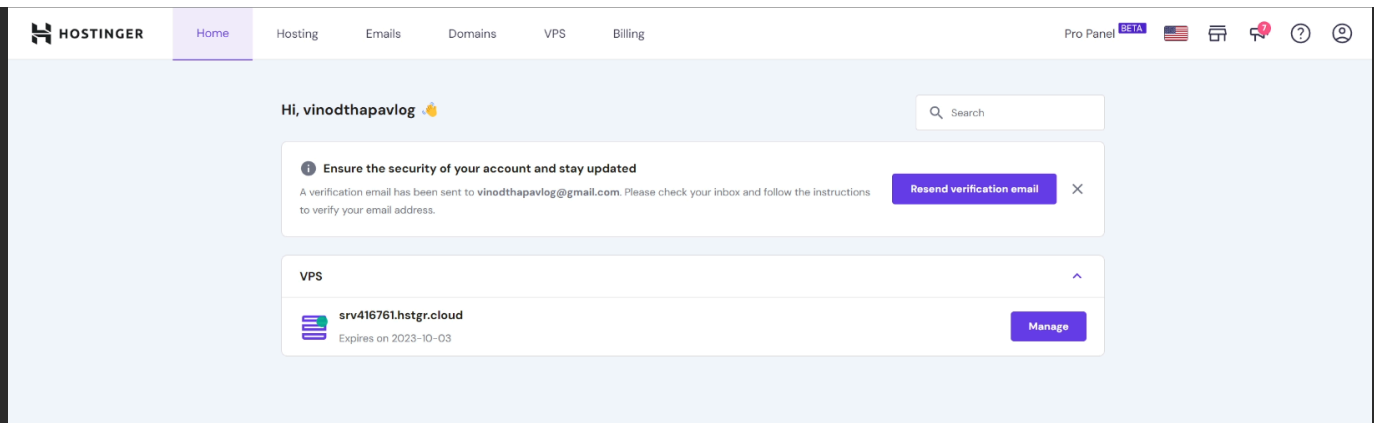 HOSTINGER Home Hosting Emails Domains VPS Billing Pro Panel BETA 7
Hi, vinodthapavlog 👋
Search
Ensure the security of your account and stay updated
A verification email has been sent to vinodthapavlog@gmail.com. Please check your inbox and follow the instructions
to verify your email address.
Resend verification email
VPS
srv416761.hstgr.cloud
Expires on 2023-10-03
Manage